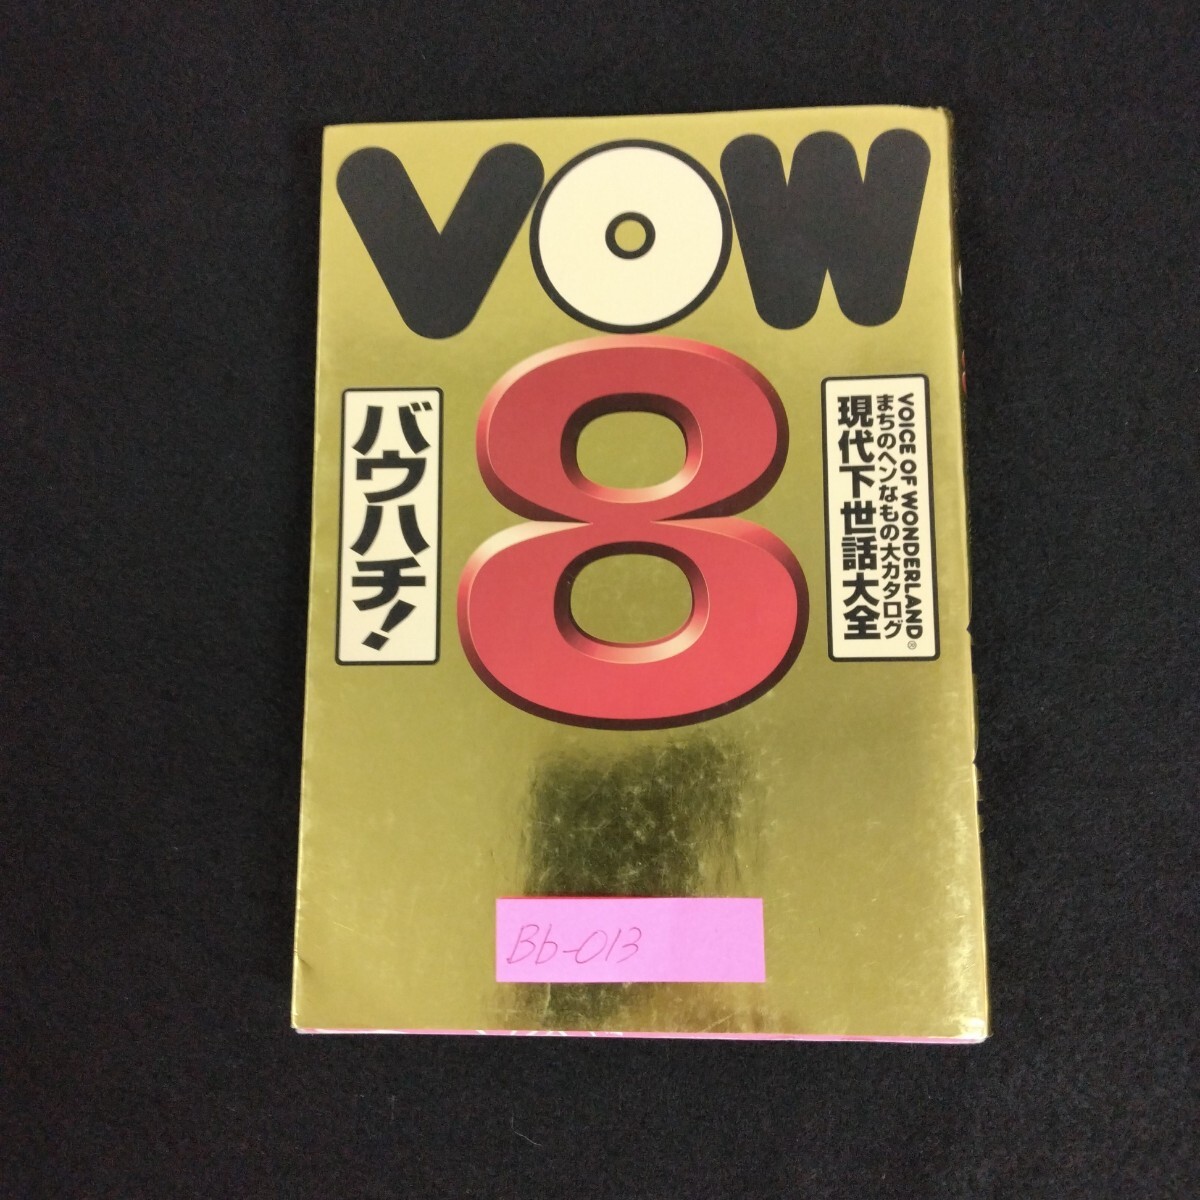 VOW
8
バウハチ!
VOICE OF WONDERLAND®
まちのヘンなもの大カタログ
現代下世話大全
Bb-013